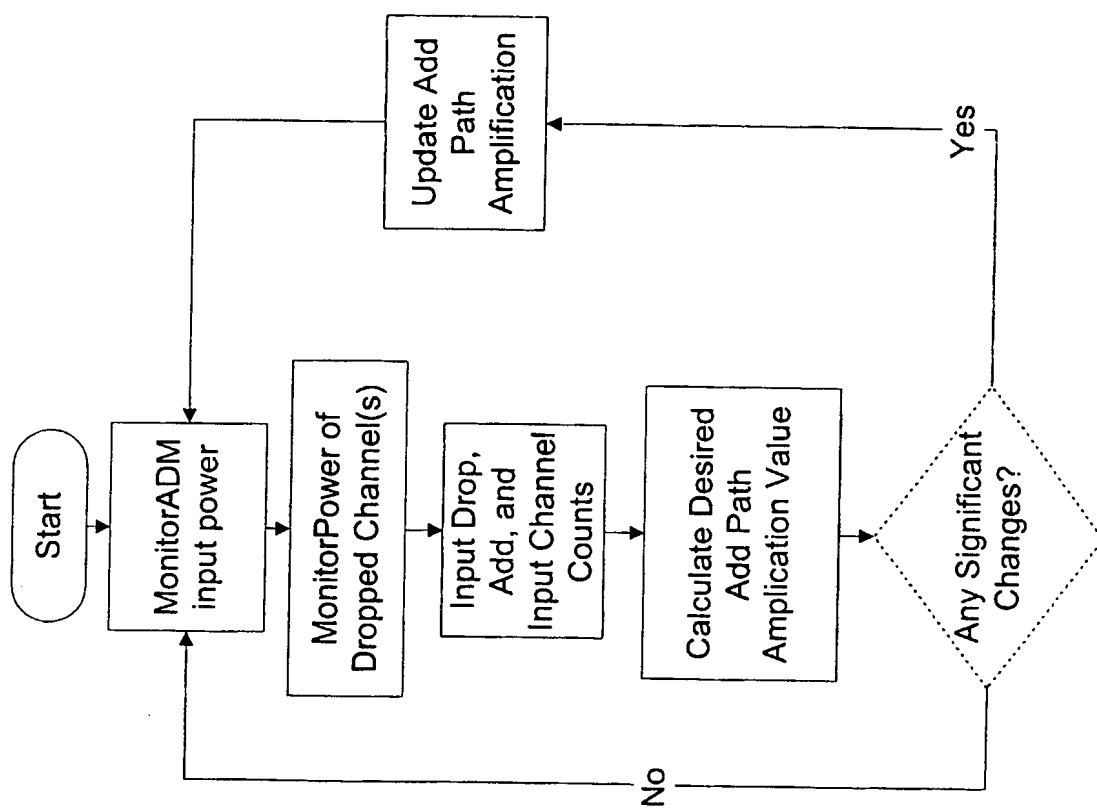 Start
MonitorADM
input power
MonitorPower of
Dropped Channel(s)
Input Drop,
Add, and
Input Channel
Counts
Calculate Desired
Add Path
Amplication Value
Any Significant
Changes?
No
Yes
Update Add
Path
Amplification